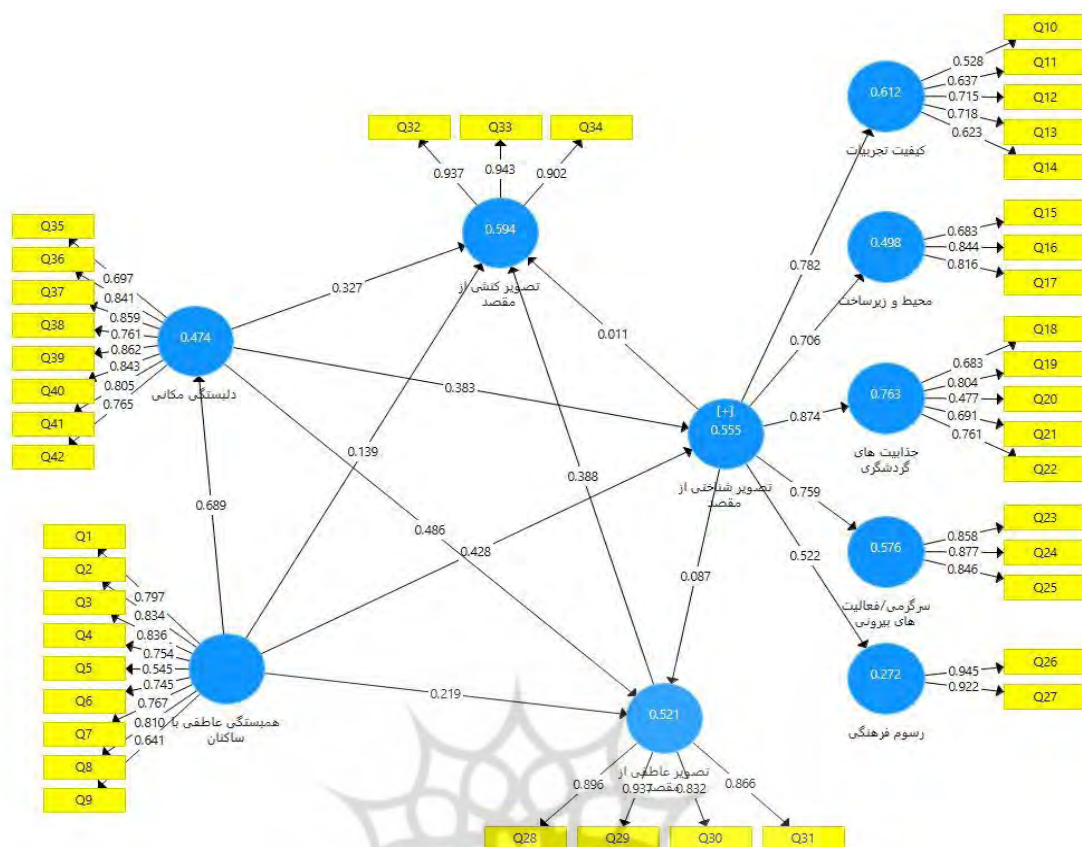 Q10
0.528
Q11
0.637
0.612
0.715
Q12
0.718
Q13
0.623
Q14
کیفیت تجربیات
Q32
Q33
Q34
0.937
0.943
0.902
0.594
تصویر کنشی از
مقصد
Q15
0.683
0.498
0.844
Q16
0.816
Q17
محیط و زیرساخت
0.782
0.706
Q35
Q36
Q37
Q38
Q39
Q40
Q41
Q42
0.697
0.841
0.859
0.761
0.862
0.843
0.805
0.765
0.474
دلبستگی مکانی
0.327
0.011
0.383
0.139
0.388
0.486
0.428
0.689
0.087
0.219
[+]
0.555
تصویر شناختی از
مقصد
0.874
0.759
0.522
Q18
0.683
Q19
0.804
0.763
0.477
Q20
0.691
Q21
0.761
Q22
جذابیت های
گردشگری
Q23
0.858
0.576
0.877
Q24
0.846
Q25
سرگرمی/فعالیت
های بیرونی
0.272
0.945
Q26
0.922
Q27
رسوم فرهنگی
Q1
Q2
Q3
Q4
Q5
Q6
Q7
Q8
Q9
0.797
0.834
0.836
0.754
0.545
0.745
0.767
0.810
0.641
همبستگی عاطفی با
ساکنان
0.521
تصویر عاطفی از
مقصد
0.896
0.937
0.832
0.866
Q28
Q29
Q30
Q31